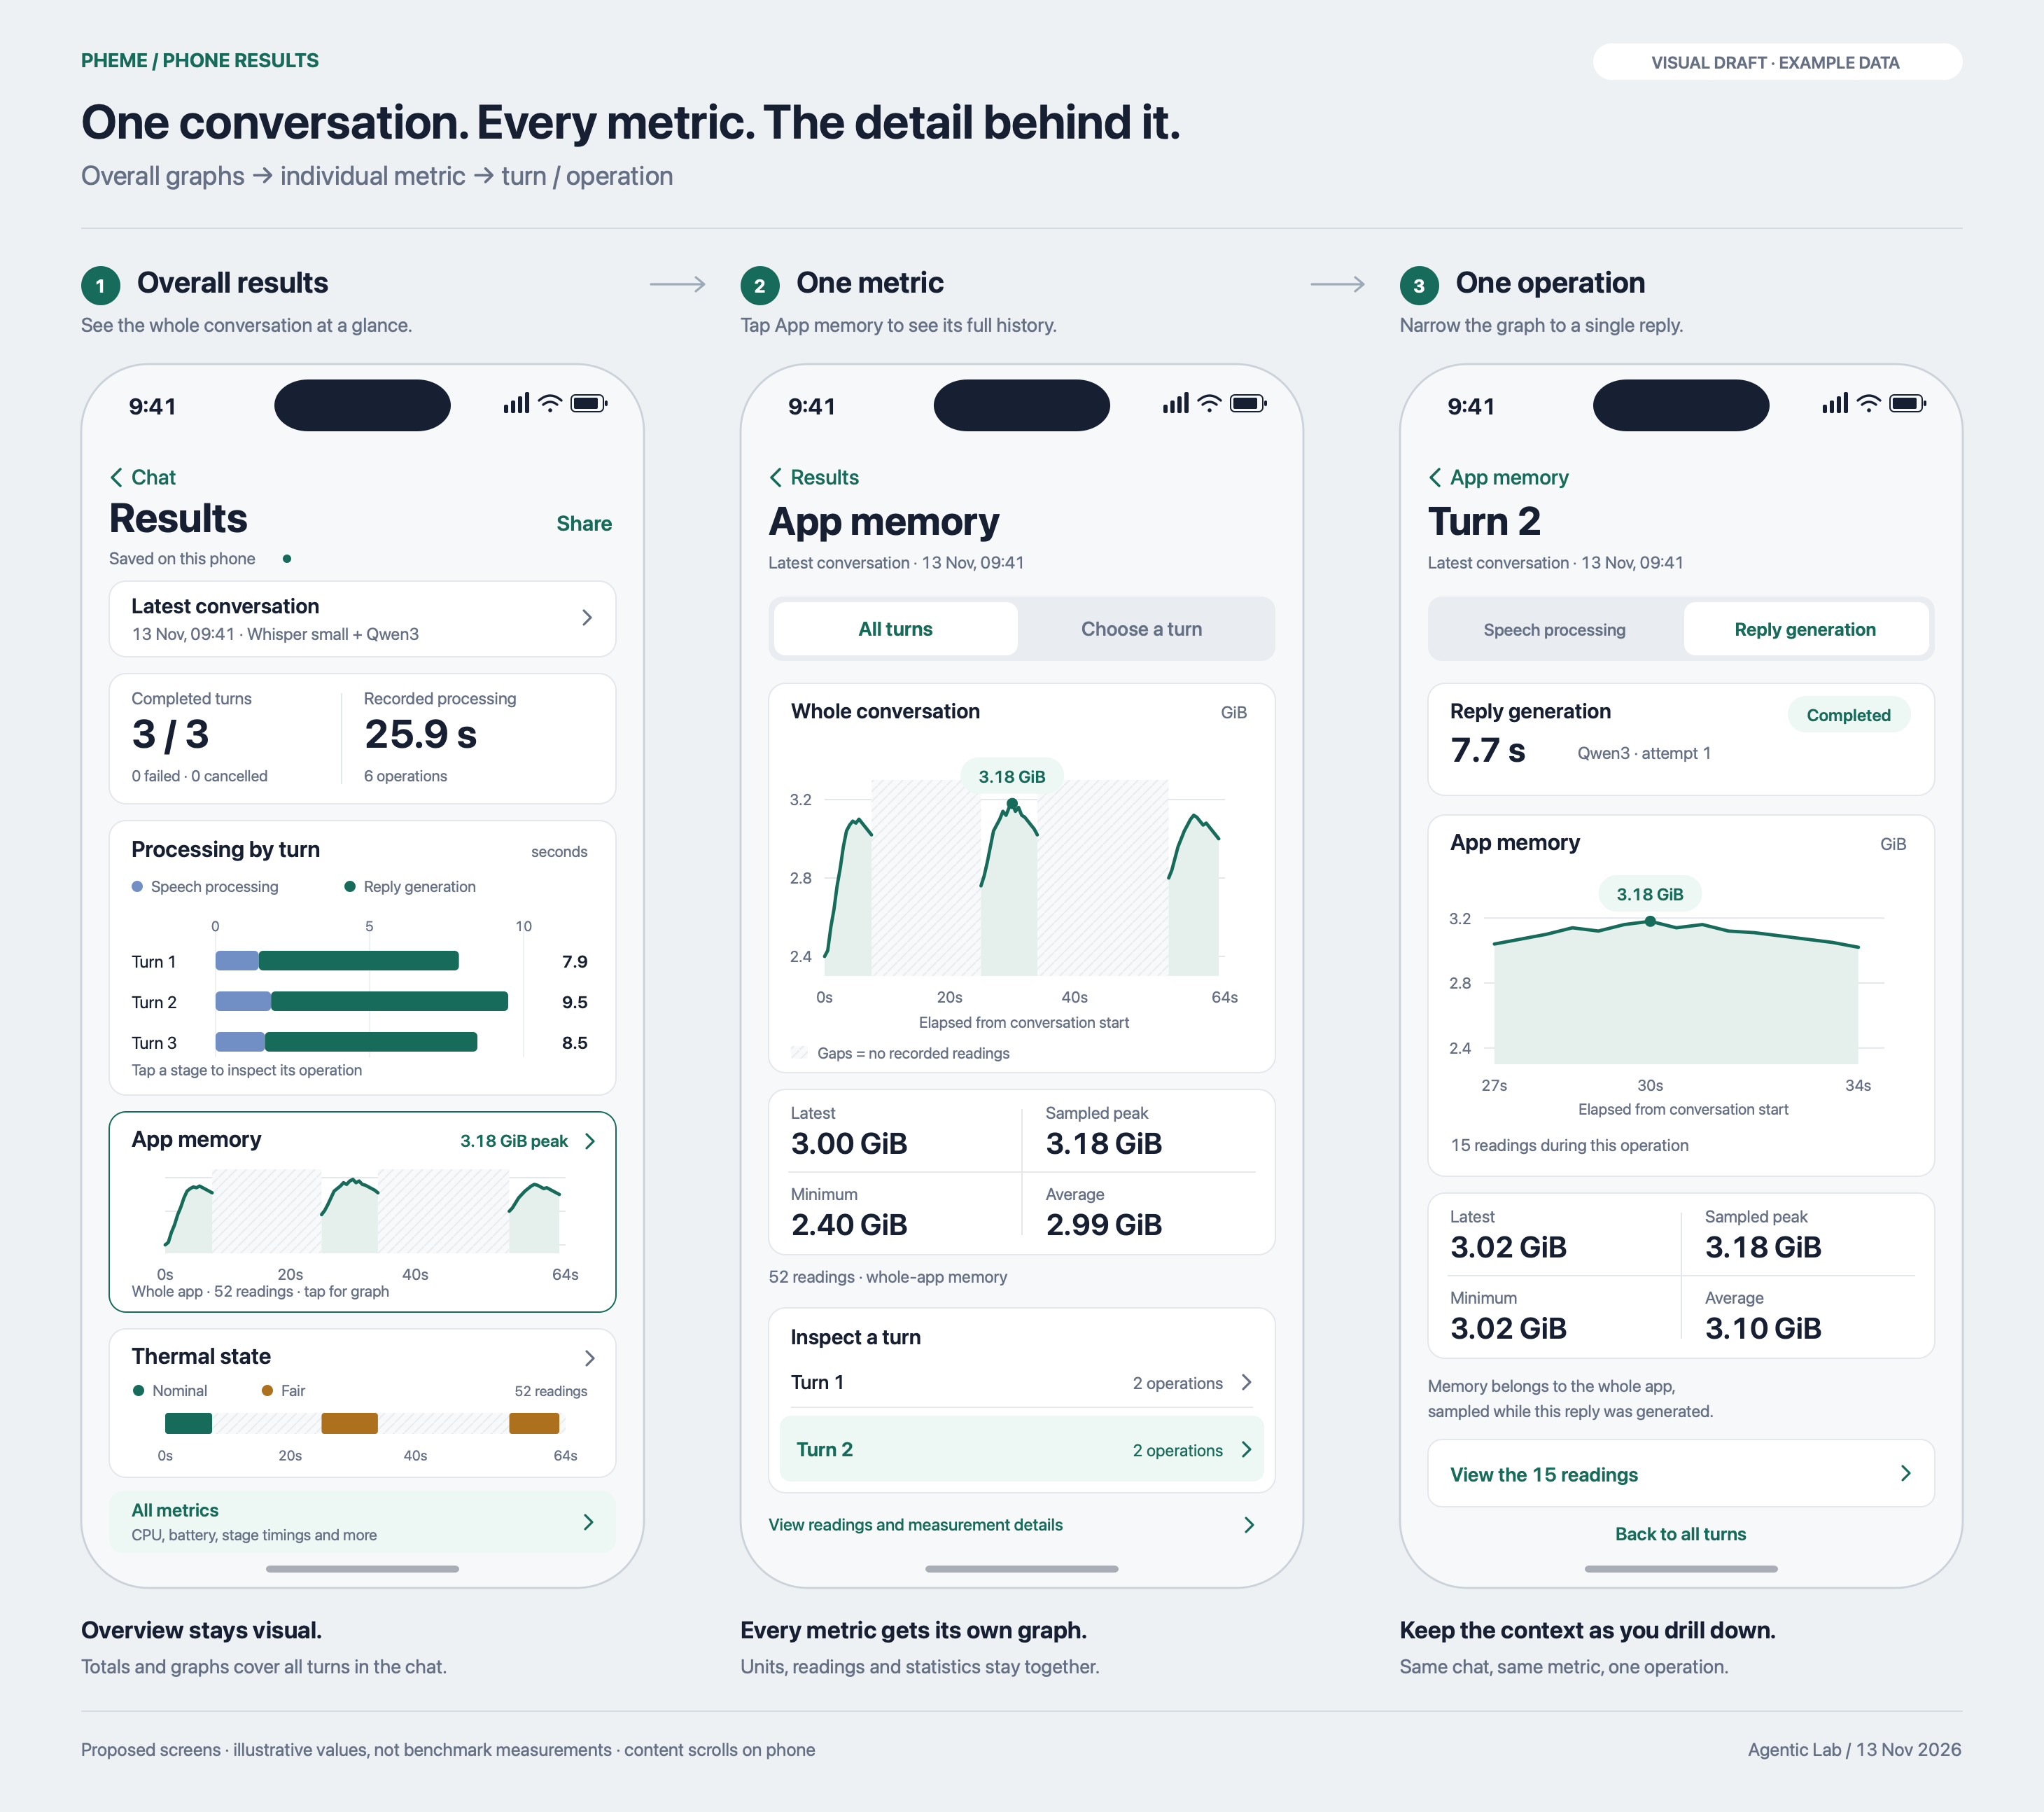 PHEME / PHONE RESULTS
VISUAL DRAFT · EXAMPLE DATA
One conversation. Every metric. The detail behind it.
Overall graphs → individual metric → turn / operation
1 Overall results
See the whole conversation at a glance.
9:41
Chat
Results
Share
Saved on this phone
Latest conversation
13 Nov, 09:41 · Whisper small + Qwen3
Completed turns
3 / 3
0 failed · 0 cancelled
Recorded processing
25.9 s
6 operations
Processing by turn
seconds
Speech processing
Reply generation
0 5 10
Turn 1 7.9
Turn 2 9.5
Turn 3 8.5
Tap a stage to inspect its operation
App memory
3.18 GiB peak
0s 20s 40s 64s
Whole app · 52 readings · tap for graph
Thermal state
Nominal
Fair
52 readings
0s 20s 40s 64s
All metrics
CPU, battery, stage timings and more
Overview stays visual.
Totals and graphs cover all turns in the chat.
2 One metric
Tap App memory to see its full history.
9:41
Results
App memory
Latest conversation · 13 Nov, 09:41
All turns
Choose a turn
Whole conversation
GiB
3.18 GiB
3.2
2.8
2.4
0s 20s 40s 64s
Elapsed from conversation start
Gaps = no recorded readings
Latest
3.00 GiB
Sampled peak
3.18 GiB
Minimum
2.40 GiB
Average
2.99 GiB
52 readings · whole-app memory
Inspect a turn
Turn 1 2 operations
Turn 2 2 operations
View readings and measurement details
Every metric gets its own graph.
Units, readings and statistics stay together.
3 One operation
Narrow the graph to a single reply.
9:41
App memory
Turn 2
Latest conversation · 13 Nov, 09:41
Speech processing
Reply generation
Reply generation
Completed
7.7 s
Qwen3 · attempt 1
App memory
GiB
3.18 GiB
3.2
2.8
2.4
27s 30s 34s
Elapsed from conversation start
15 readings during this operation
Latest
3.02 GiB
Sampled peak
3.18 GiB
Minimum
3.02 GiB
Average
3.10 GiB
Memory belongs to the whole app,
sampled while this reply was generated.
View the 15 readings
Back to all turns
Keep the context as you drill down.
Same chat, same metric, one operation.
Proposed screens · illustrative values, not benchmark measurements · content scrolls on phone
Agentic Lab / 13 Nov 2026